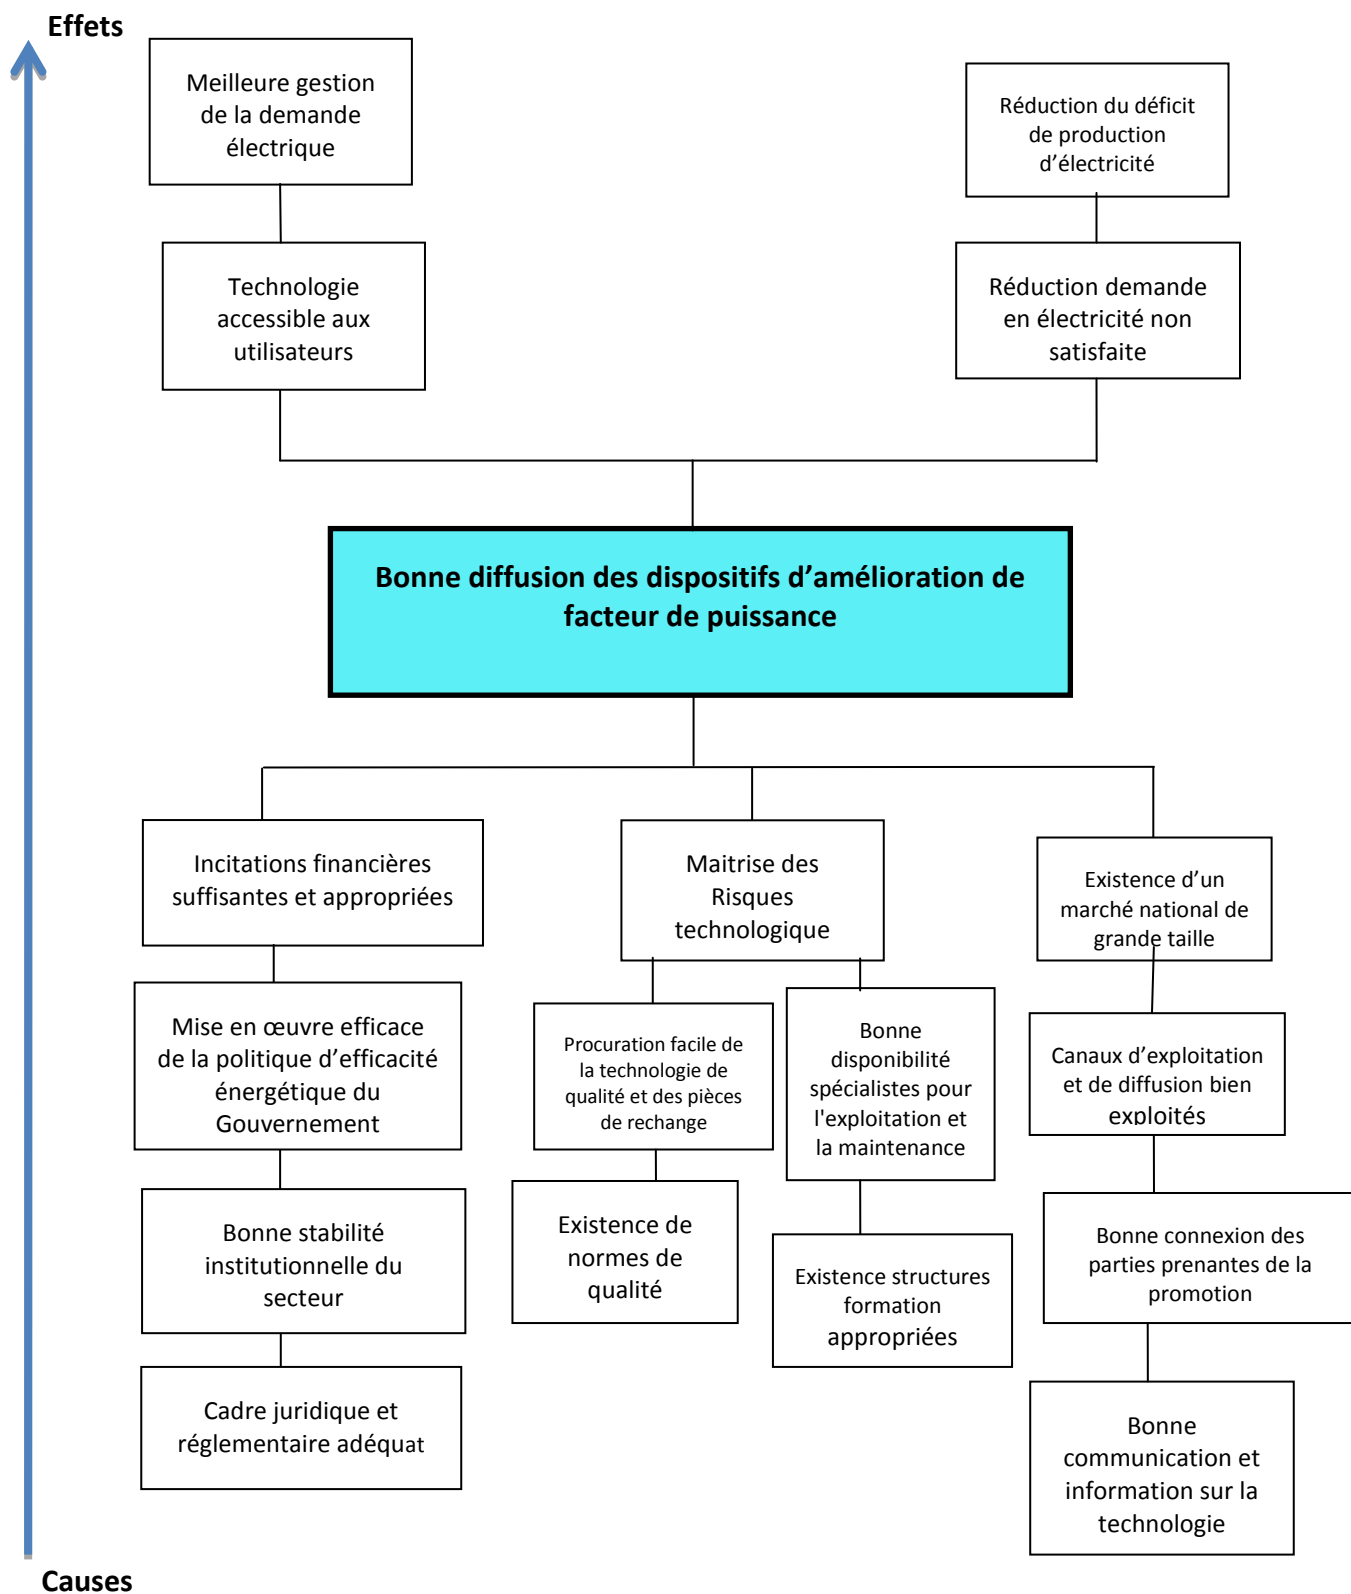 Effets
Meilleure gestion
de la demande
électrique
Réduction du déficit
de production
d’électricité
Technologie
accessible aux
utilisateurs
Réduction demande
en électricité non
satisfaite
Bonne diffusion des dispositifs d’amélioration de
facteur de puissance
Incitations financières
suffisantes et appropriées
Maitrise des
Risques
technologique
Existence d’un
marché national de
grande taille
Mise en œuvre efficace
de la politique d’efficacité
énergétique du
Gouvernement
Procuration facile de
la technologie de
qualité et des pièces
de rechange
Bonne
disponibilité
spécialistes pour
l'exploitation et
la maintenance
Canaux d’exploitation
et de diffusion bien
exploités
Bonne stabilité
institutionnelle du
secteur
Existence de
normes de
qualité
Existence structures
formation
appropriées
Bonne connexion des
parties prenantes de la
promotion
Cadre juridique et
réglementaire adéquat
Bonne
communication et
information sur la
technologie
Causes